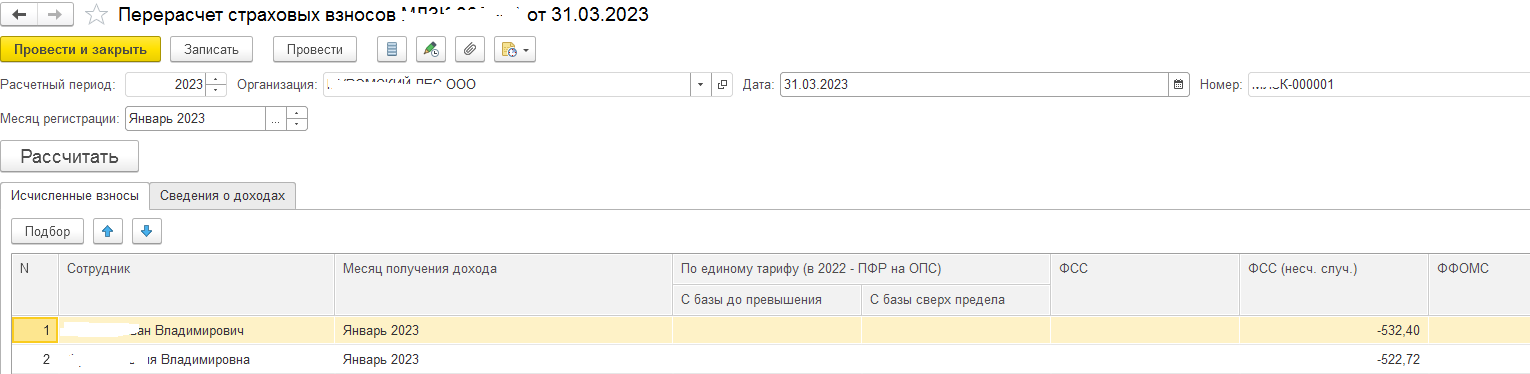 Перерасчет страховых взносов от 31.03.2023
Провести и закрыть Записать Провести
Расчетный период: 2023 Организация: ООО Дата: 31.03.2023 Номер: -000001
Месяц регистрации: Январь 2023 ...
Рассчитать
Исчисленные взносы Сведения о доходах
Подбор
N Сотрудник Месяц получения дохода По единому тарифу (в 2022 - ПФР на ОПС) ФСС ФСС (несч. случ.) ФФОМС
С базы до превышения С базы сверх предела
1 Владимирович Январь 2023 -532,40
2 Владимировна Январь 2023 -522,72